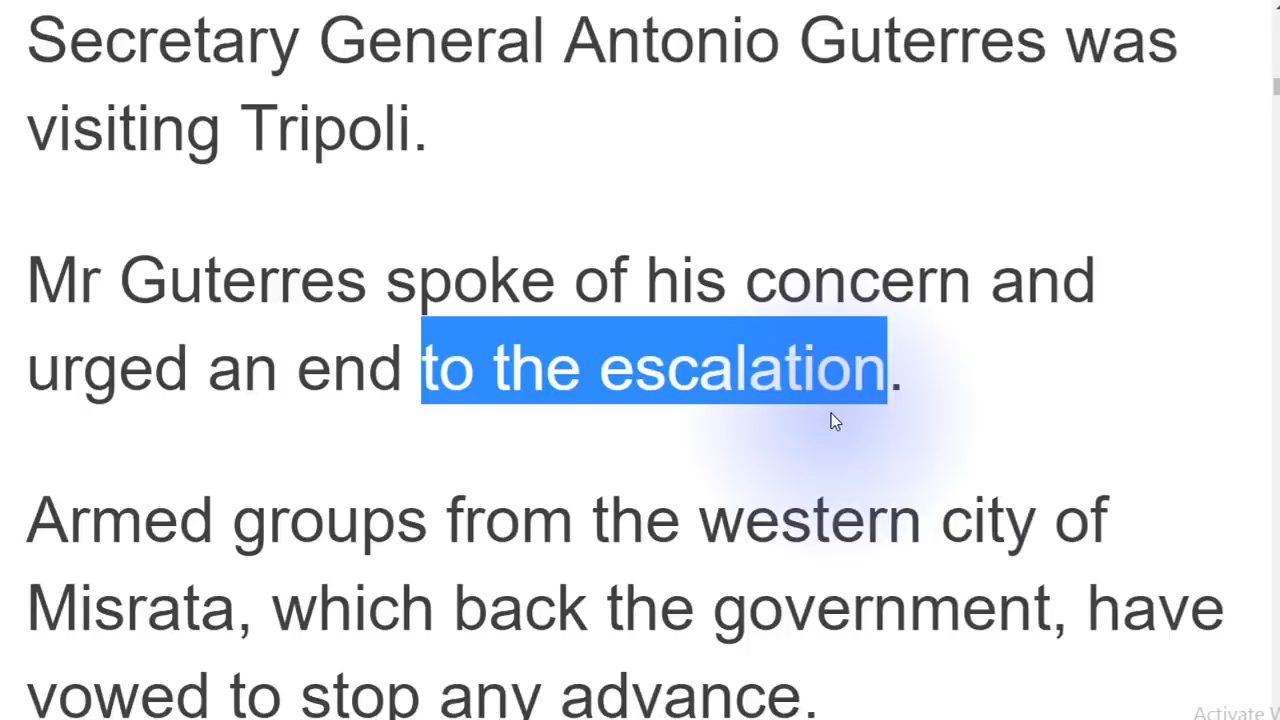 Secretary General Antonio Guterres was
visiting Tripoli.
Mr Guterres spoke of his concern and
urged an end to the escalation.
Armed groups from the western city of
Misrata, which back the government, have
vowed to stop any advance.
Activate